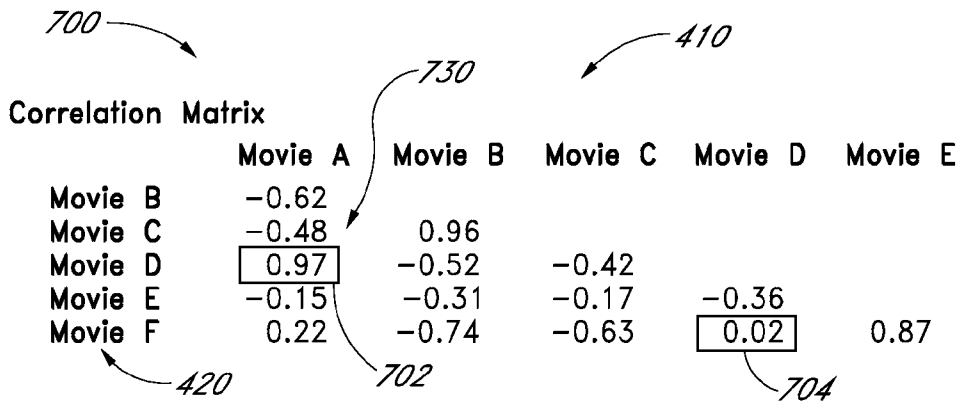 700
410
730
Correlation Matrix
Movie A Movie B Movie C Movie D Movie E
Movie B -0.62
Movie C -0.48 0.96
Movie D 0.97 -0.52 -0.42
Movie E -0.15 -0.31 -0.17 -0.36
Movie F 0.22 -0.74 -0.63 0.02 0.87
420
702
704